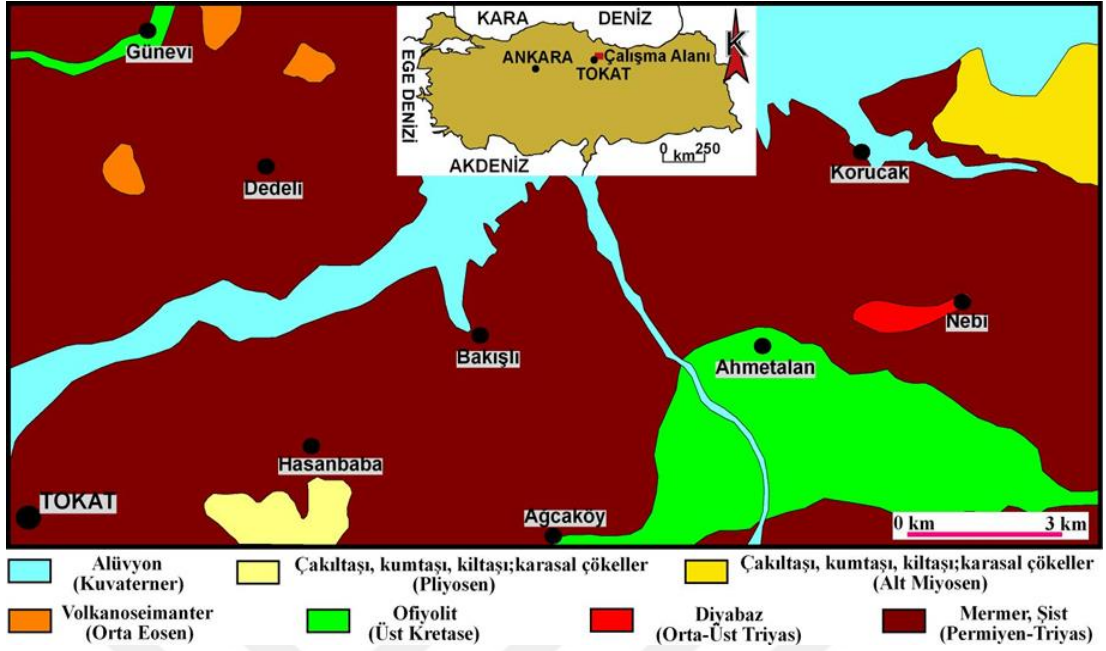 KARA DENİZ
EGE DENİZİ
ANKARA
Çalışma Alanı
TOKAT
AKDENİZ
0 km 250
K
Günevi
Dedeli
Korucak
Nebi
Bakışlı
Ahmetalan
Hasanbaba
TOKAT
Ağcaköy
0 km 3 km
Alüvyon
(Kuvaterner)
Çakıltaşı, kumtaşı, kiltaşı;karasal çökeller
(Pliyosen)
Çakıltaşı, kumtaşı, kiltaşı;karasal çökeller
(Alt Miyosen)
Volkanoseimanter
(Orta Eosen)
Ofiyolit
(Üst Kretase)
Diyabaz
(Orta-Üst Triyas)
Mermer, Şist
(Permiyen-Triyas)